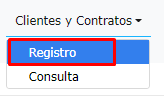 Clientes y Contratos
Registro
Consulta